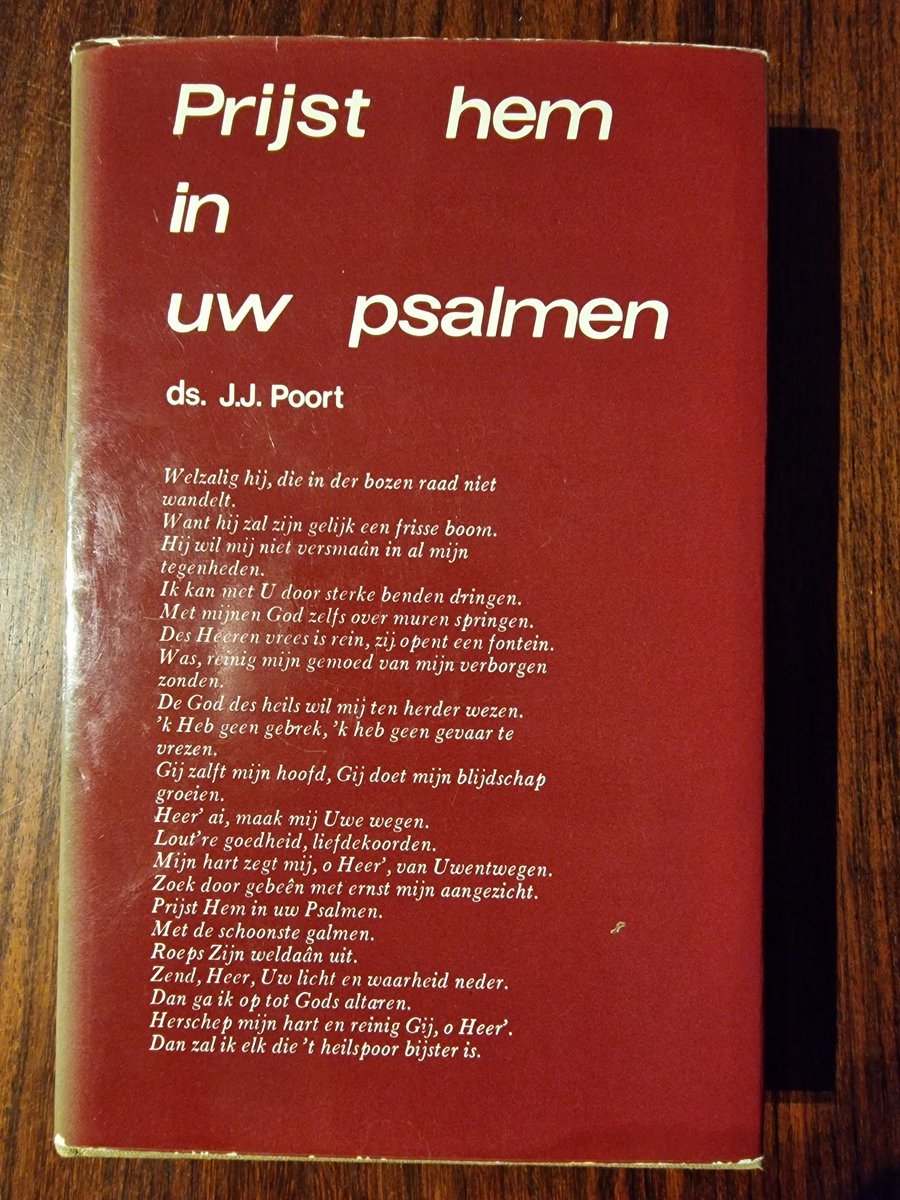 Prijst hem
in
uw psalmen
ds. J.J. Poort
Welzalig hij, die in der bozen raad niet
wandelt.
Want hij zal zijn gelijk een frisse boom.
Hij wil mij niet versmaân in al mijn
tegenheden.
Ik kan met U door sterke benden dringen.
Met mijnen God zelfs over muren springen.
Des Heeren vrees is rein, zij opent een fontein.
Was, reinig mijn gemoed van mijn verborgen
zonden.
De God des heils wil mij ten herder wezen.
'k Heb geen gebrek, 'k heb geen gevaar te
vrezen.
Gij zalft mijn hoofd, Gij doet mijn blijdschap
groeien.
Heer' ai, maak mij Uwe wegen.
Lout're goedheid, liefdekoorden.
Mijn hart zegt mij, o Heer', van Uwentwegen.
Zoek door gebeên met ernst mijn aangezicht.
Prijst Hem in uw Psalmen.
Met de schoonste galmen.
Roeps Zijn weldaân uit.
Zend, Heer, Uw licht en waarheid neder.
Dan ga ik op tot Gods altaren.
Herschep mijn hart en reinig Gij, o Heer'.
Dan zal ik elk die 't heilspoor bijster is.